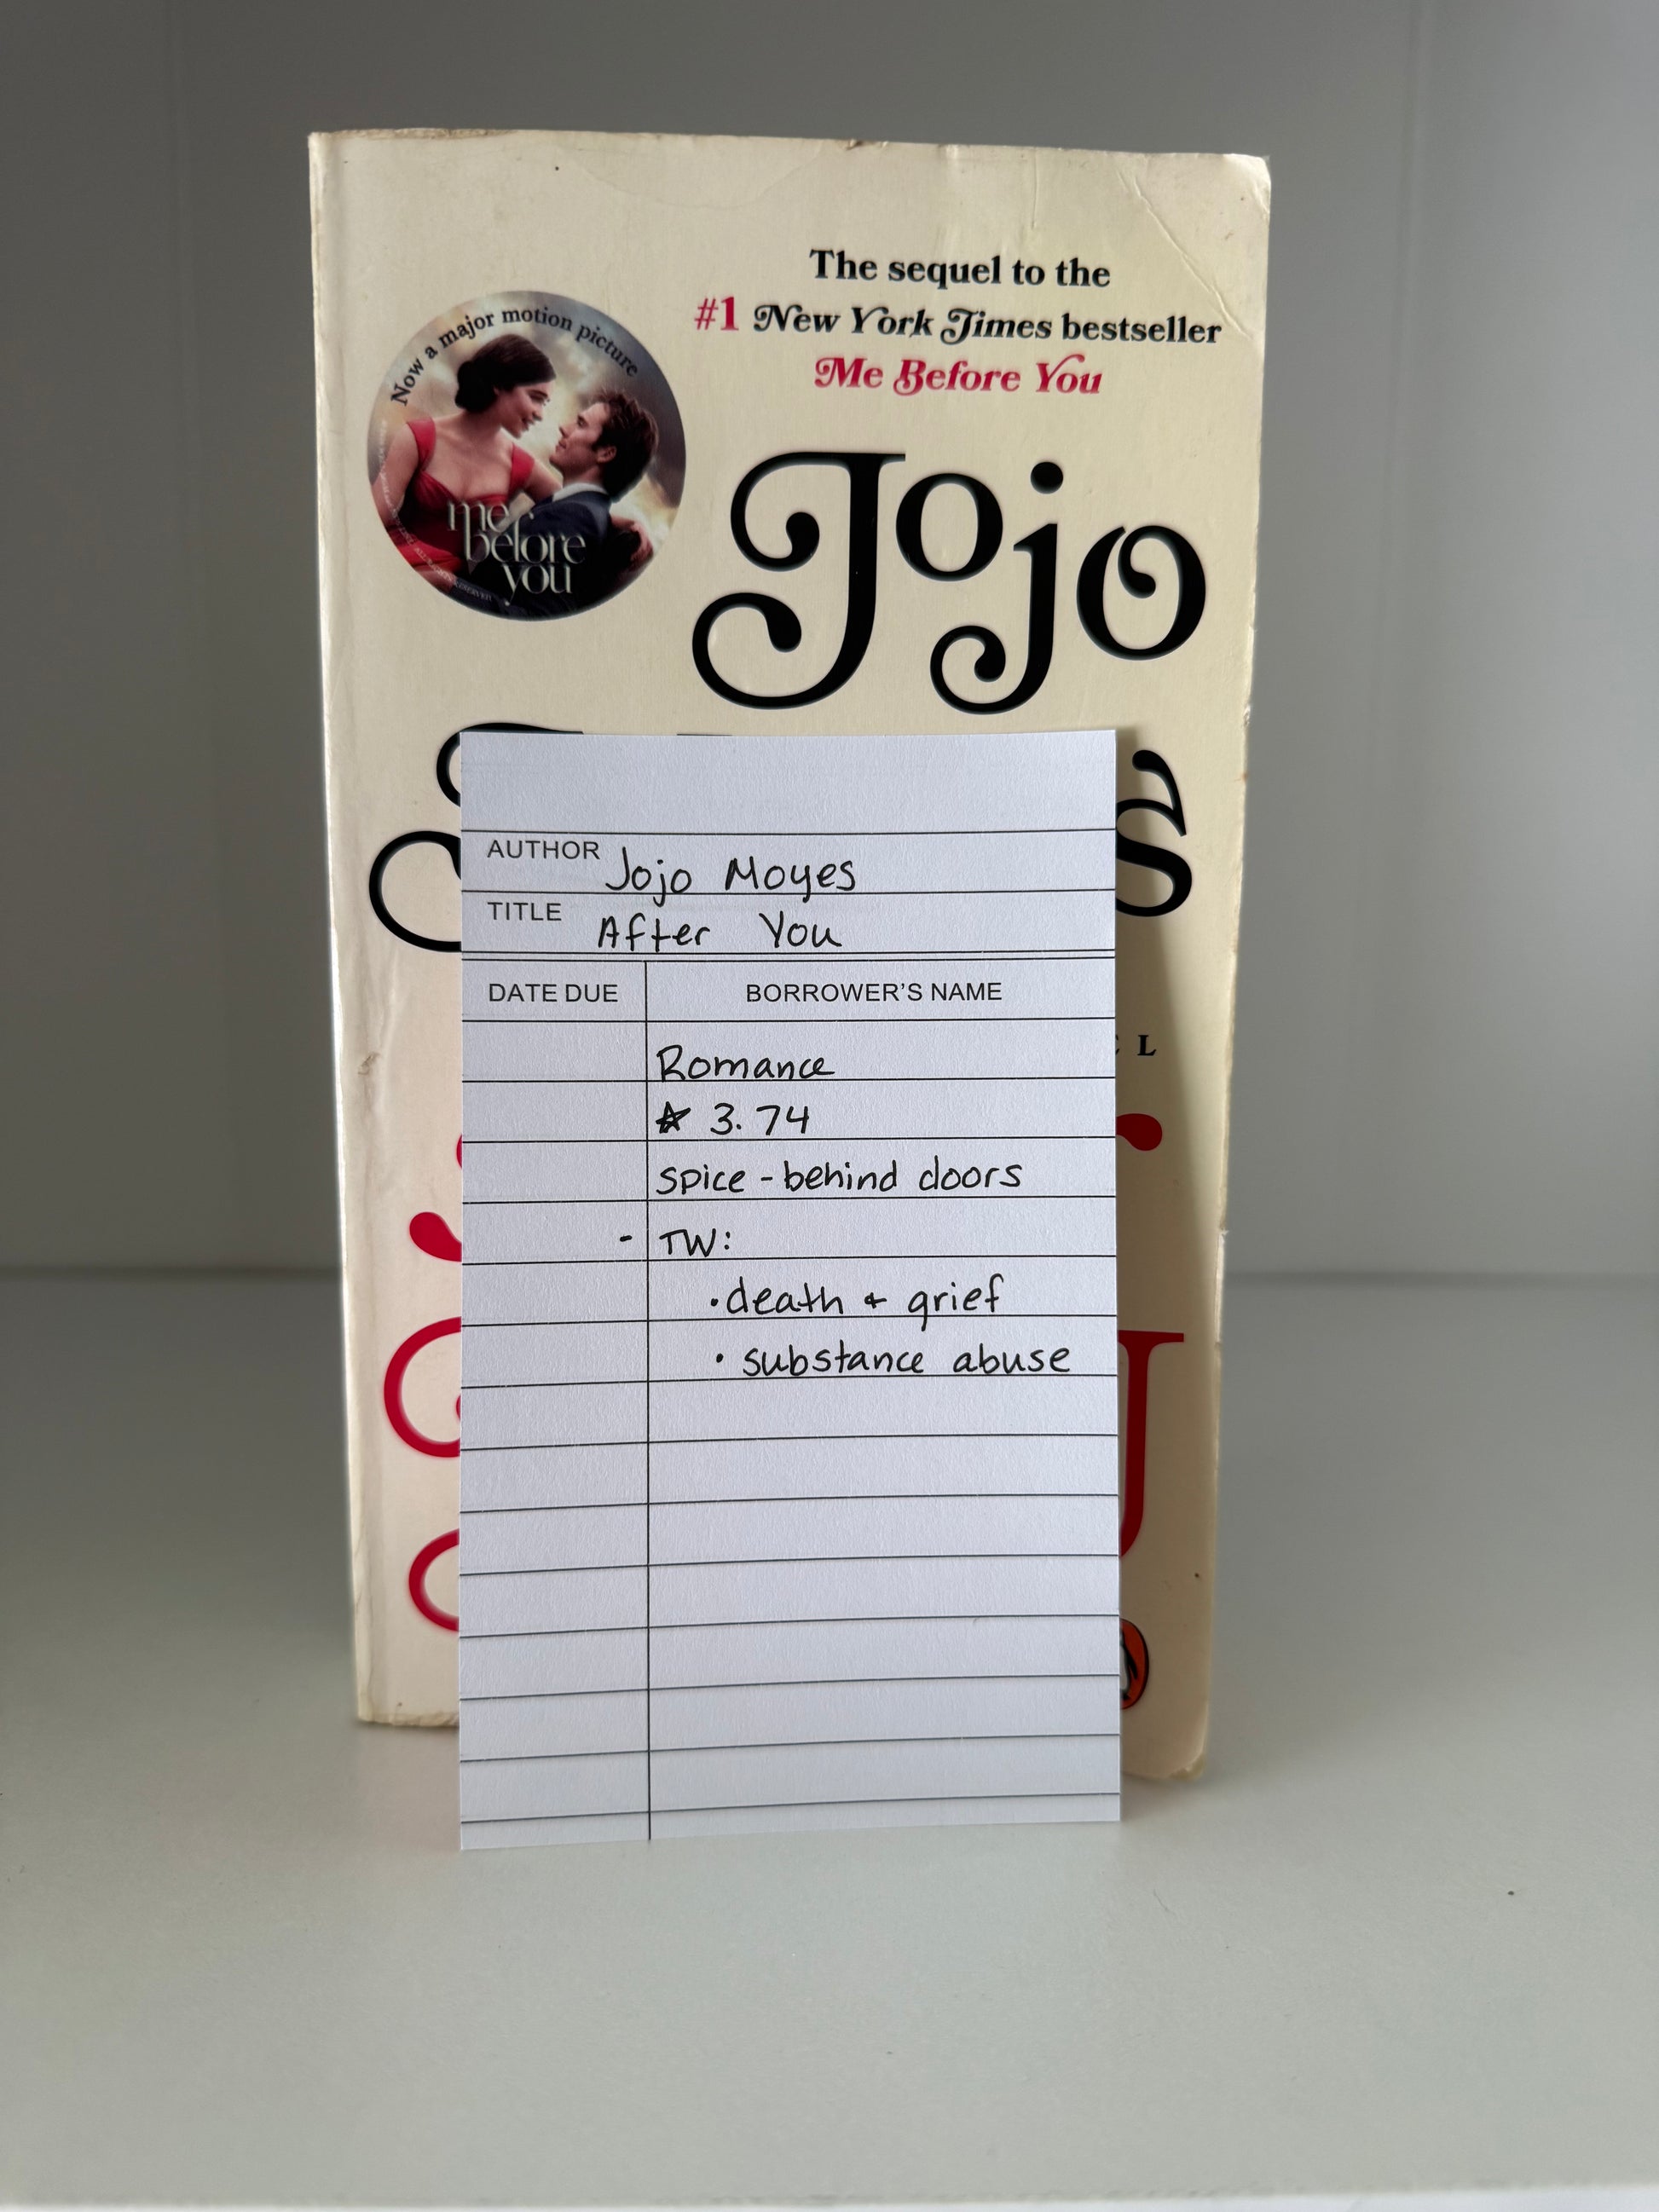 The sequel to the
#1 New York Times bestseller
Me Before You
Now a major motion picture
me
before
you
Jojo
AUTHOR Jojo Moyes
TITLE After You
DATE DUE BORROWER'S NAME
Romance
☆ 3.74
spice - behind doors
- TW:
• death & grief
• substance abuse